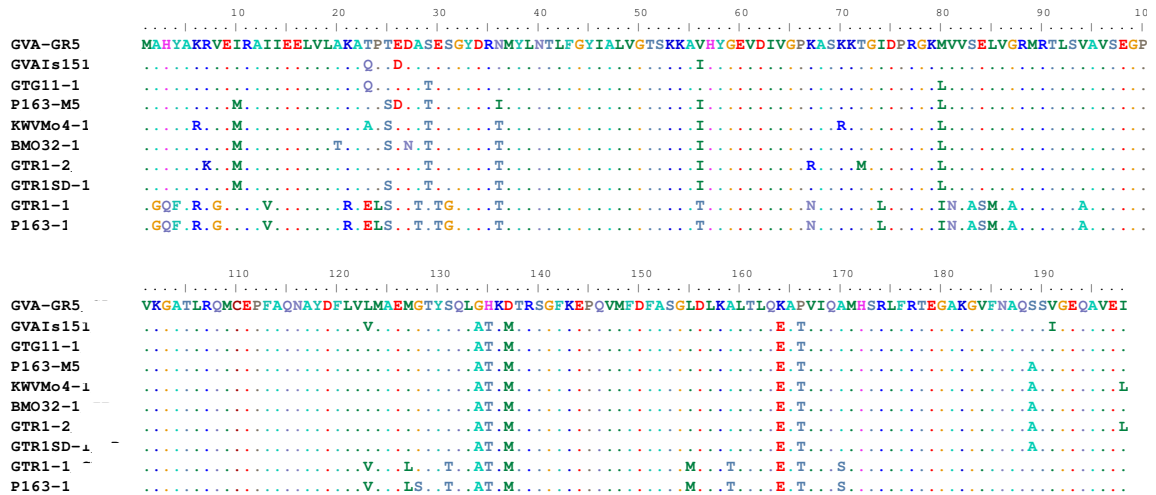 10 20 30 40 50 60 70 80 90 10
GVA-GR5 MAHYAKRVEIRAIIEELVLAKATPTEDASESGYDRNMYLNTLFGYIALVGTSKKAVHYGEVDIVGPKASKKTGIDPRGKMVVSELVGRMRTLSVAVSEGP
GVAIs151 ......................Q..D.............................I............................................
GTG11-1 ......................Q.....T..................................................L....................
P163-M5 .........M..............SD..T......I...................I.......................L....................
KWVMo4-1 .....R...M............A.S...T......T...................I.............R.........L....................
BMO32-1 .........M.........T....S.N.T......T...................I.......................L....................
GTR1-2 ......K..M..................T......T...................I..........R....M.......L....................
GTR1SD-1 .........M..............S...T......T...................I.......................L....................
GTR1-1 .GQF.R.G....V.......R.ELS..T.TG....T...................T..........N......L.....IN.ASM.A......A......
P163-1 .GQF.R.G....V.......R.ELS..T.TG....T...................T..........N......L.....IN.ASM.A......A......
110 120 130 140 150 160 170 180 190
GVA-GR5 VKGATLRQMCEPFAQNAYDFLVLMAEMGTYSQLGHKDTRSGFKEPQVMFDFASGLDLKALTLQKAPVIQAMHSRLFRTEGAKGVFNAQSSVGEQAVEI
GVAIs151 ......................V..........AT.M..........................E.T........................I.......
GTG11-1 .................................AT.M..........................E.T................................
P163-M5 .................................AT.M..........................E.T......................A.........
KWVMo4-1 .................................AT.M..........................E.T......................A........L
BMO32-1 .................................AT.M..........................E.T......................A.........
GTR1-2 .................................AT.M..........................E.T......................A........L
GTR1SD-1 .................................AT.M..........................E.T......................A.........
GTR1-1 ......................V...L...T..AT.M.................M...T....E.T...S............................
P163-1 ......................V...LS..T..AT.M.................M...T....E.T...S............................